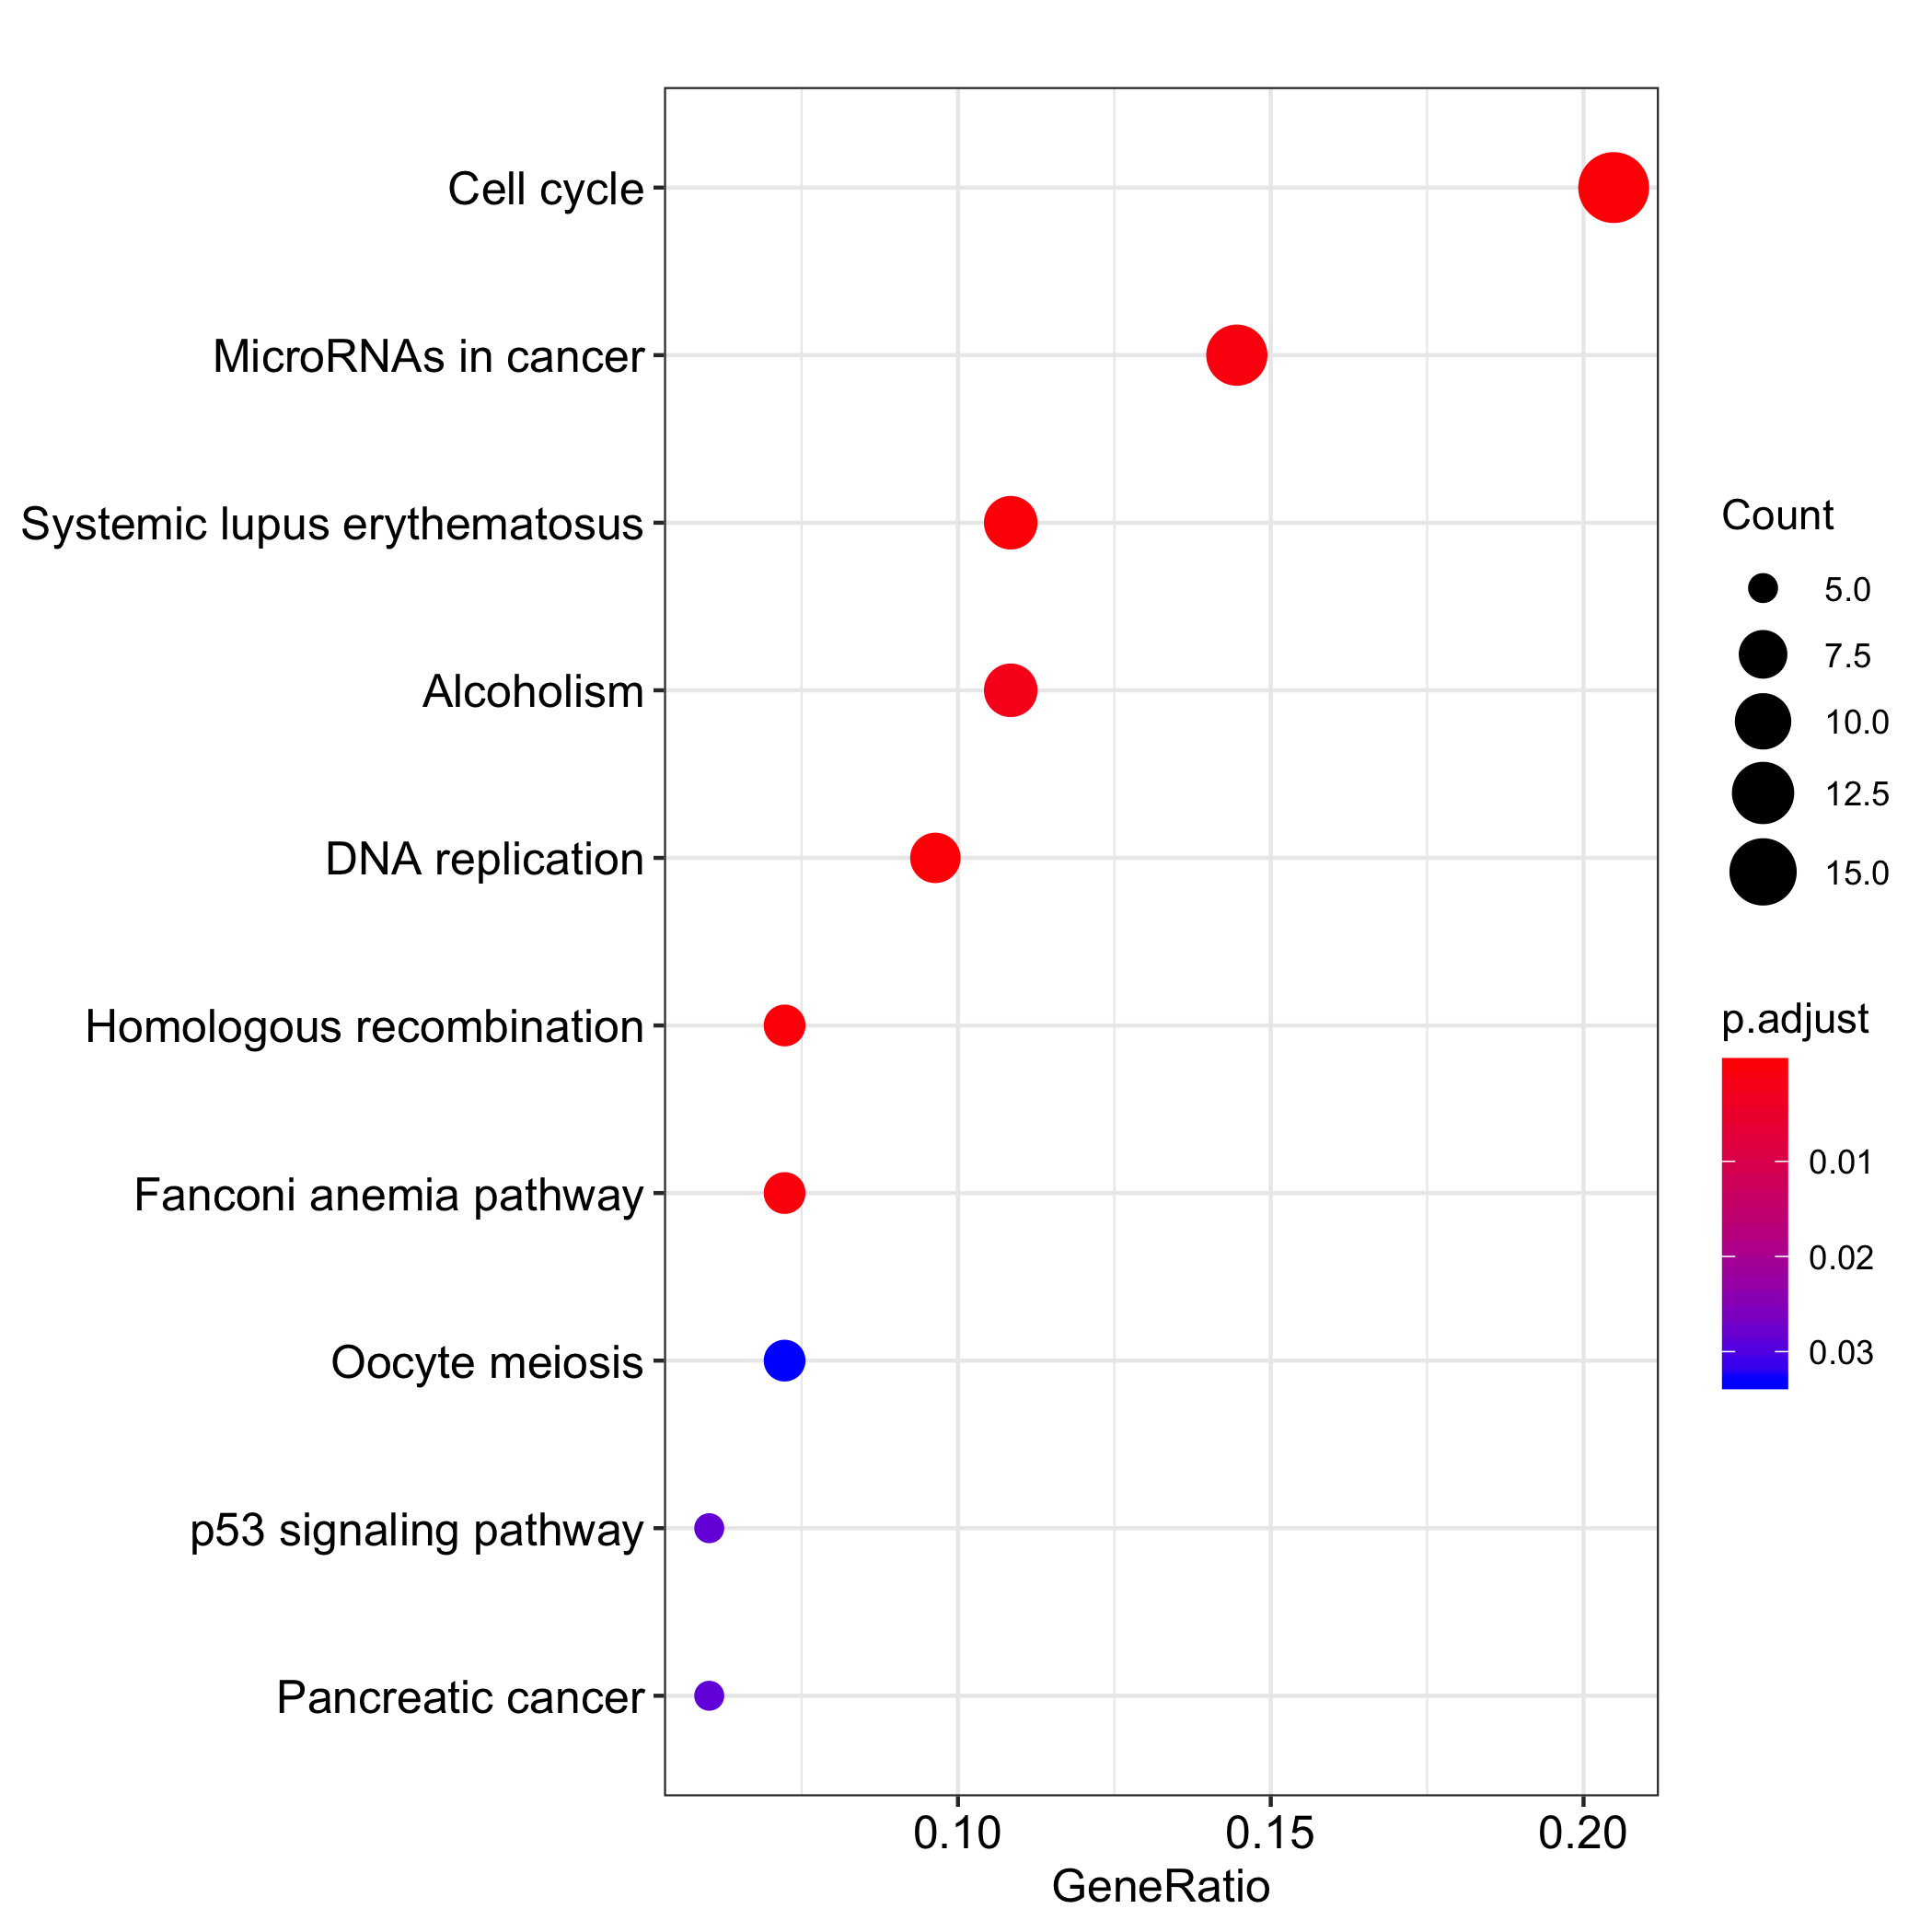 Cell cycle
MicroRNAs in cancer
Systemic lupus erythematosus
Alcoholism
DNA replication
Homologous recombination
Fanconi anemia pathway
Oocyte meiosis
p53 signaling pathway
Pancreatic cancer
0.10 0.15 0.20
GeneRatio
Count
5.0
7.5
10.0
12.5
15.0
p.adjust
0.01
0.02
0.03